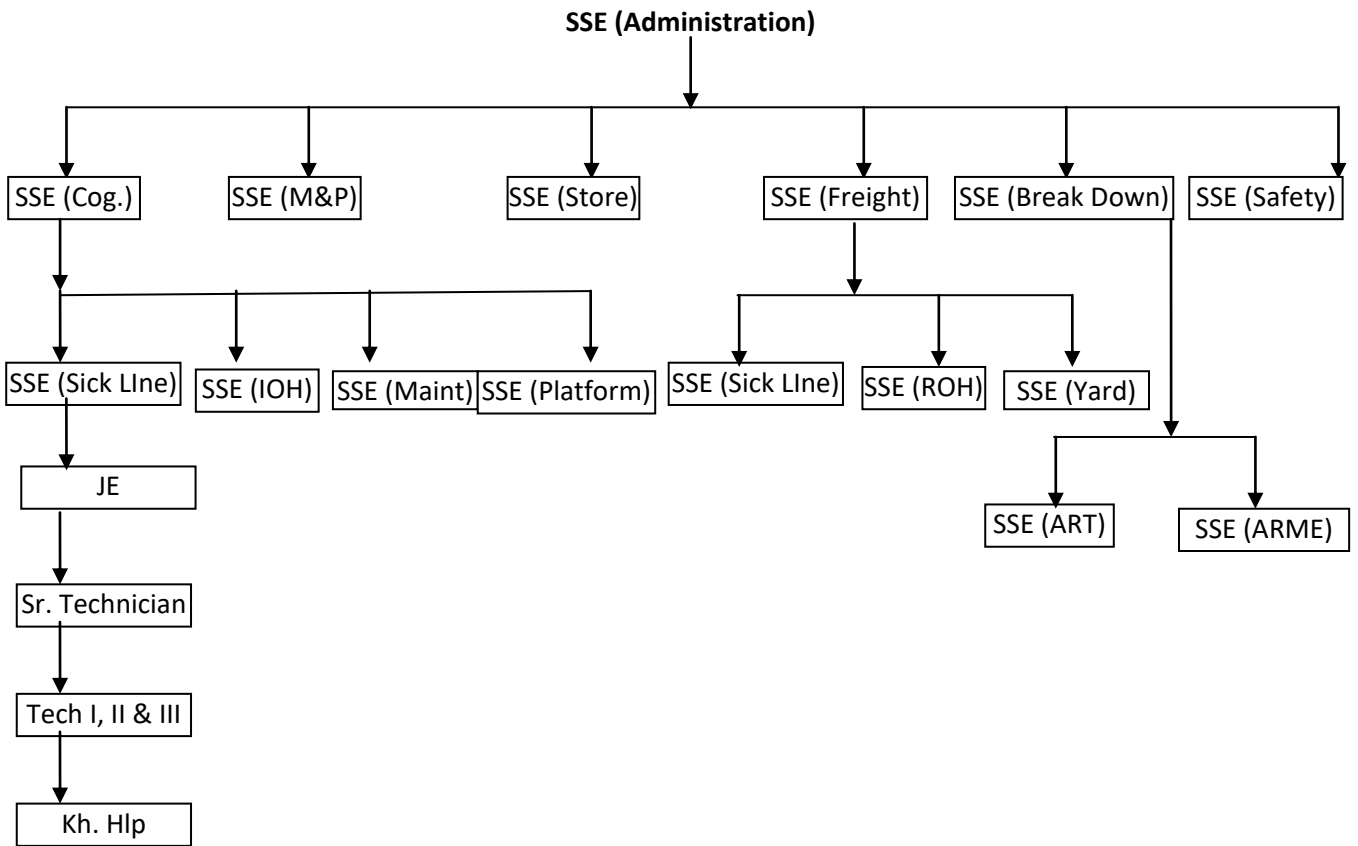 SSE (Administration)
SSE (Cog.)
SSE (M&P)
SSE (Store)
SSE (Freight)
SSE (Break Down)
SSE (Safety)
SSE (Sick LIne)
SSE (IOH)
SSE (Maint)
SSE (Platform)
SSE (Sick LIne)
SSE (ROH)
SSE (Yard)
JE
SSE (ART)
SSE (ARME)
Sr. Technician
Tech I, II & III
Kh. Hlp